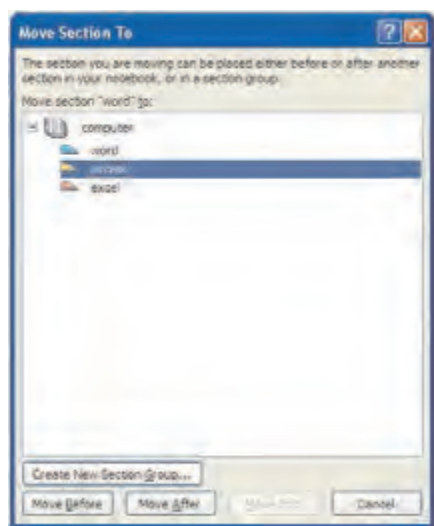 Move Section To
The section you are moving can be placed either before or after another
section in your notebook, or in a section group.
Move section "word" to:
computer
word
access
excel
Create New Section Group...
Move Before Move After Move Into Cancel